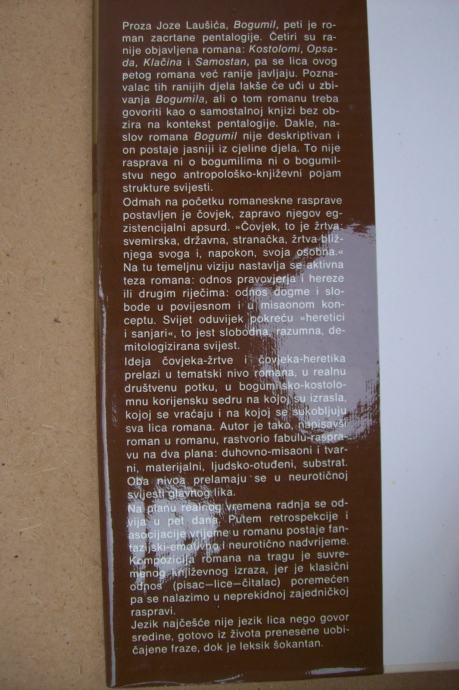 Proza Joze Laušića, Bogumil, peti je ro-
man zacrtane pentalogije. Četiri su ra-
nije objavljena romana: Kostolomi, Opsa-
da, Klačina i Samostan, pa se lica ovog
petog romana već ranije javljaju. Pozna-
valac tih ranijih djela lakše će ući u zbi-
vanja Bogumila, ali o tom romanu treba
govoriti kao o samostalnoj knjizi bez ob-
zira na kontekst pentalogije. Dakle, na-
slov romana Bogumil nije deskriptivan i
on postaje jasniji iz cjeline djela. To nije
rasprava ni o bogumilima ni o bogumil-
stvu nego antropološko-književni pojam
strukture svijesti.
Odmah na početku romaneskne rasprave
postavljen je čovjek, zapravo njegov eg-
zistencijalni apsurd. »Čovjek, to je žrtva:
svemirska, državna, stranačka, žrtva bliž-
njega svoga i, napokon, svoja osobna.«
Na tu temeljnu viziju nastavlja se aktivna
teza romana: odnos pravovjerja i hereze
ili drugim riječima: odnos dogme i slo-
bode u povijesnom i u misaonom kon-
ceptu. Svijet oduvijek pokreću »heretici
i sanjari«, to jest slobodna, razumna, de-
mitologizirana svijest.
Ideja čovjeka-žrtve i čovjeka-heretika
prelazi u tematski nivo romana, u realnu
društvenu potku, u bogumilsko-kostolo-
mnu korijensku sedru na kojoj su izrasla,
kojoj se vraćaju i na kojoj se sukobljuju
sva lica romana. Autor je tako, napisavši
roman u romanu, rastvorio fabulu-raspra-
vu na dva plana: duhovno-misaoni i tvar-
ni, materijalni, ljudsko-otuđeni, substrat.
Oba nivoa prelamaju se u neurotičnoj
svijesti glavnog lika.
Na planu realnog vremena radnja se od-
vija u pet dana. Putem retrospekcije i
asocijacije vrijeme u romanu postaje fan-
tazijski-emotivno i neurotično nadvrijeme.
Kompozicija romana na tragu je suvre-
menog književnog izraza, jer je klasični
odnos (pisac—lice—čitalac) poremećen
pa se nalazimo u neprekidnoj zajedničkoj
raspravi.
Jezik najčešće nije jezik lica nego govor
sredine, gotovo iz života prenesene uobi-
čajene fraze, dok je leksik šokantan.